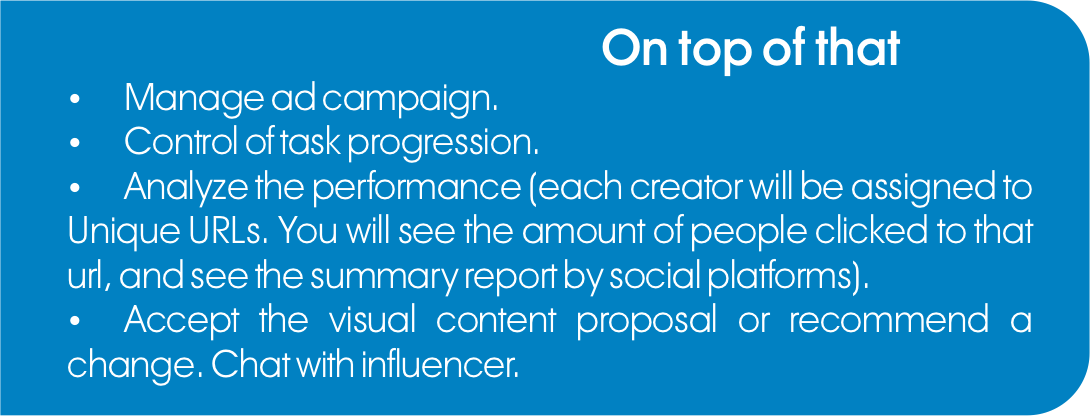 On top of that
• Manage ad campaign.
• Control of task progression.
• Analyze the performance (each creator will be assigned to
Unique URLs. You will see the amount of people clicked to that
url, and see the summary report by social platforms).
• Accept the visual content proposal or recommend a
change. Chat with influencer.